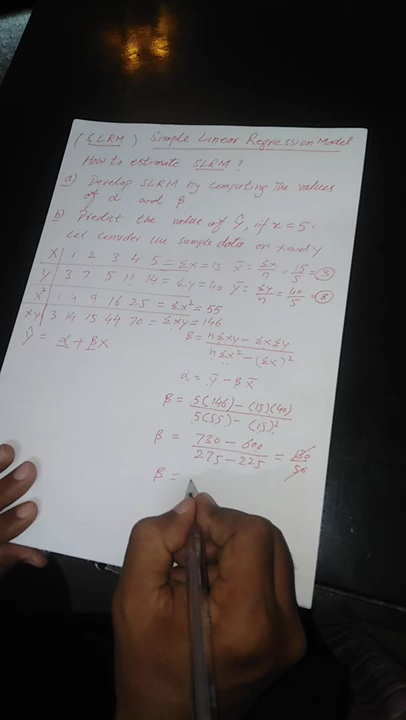 (SLRM) Simple Linear Regression Model
How to estimate SLRM?
a) Develop SLRM by computing The values
of α and β
b) Predict the value of Ŷ, if x = 5.
Let consider the sample data on x and y
X | 1 2 3 4 5 = Σx = 15 x̄ = Σx/n = 15/5 = 3
Y | 3 7 5 11 14 = Σy = 40 ȳ = Σy/n = 40/5 = 8
X² | 1 4 9 16 25 = Σx² = 55
XY | 3 14 15 44 70 = Σxy = 146
Ŷ = α + βx
β = nΣxy - ΣxΣy / nΣx² - (Σx)²
α = ȳ - βx̄
β = 5(146) - (15)(40) / 5(55) - (15)²
β = 730 - 600 / 275 - 225 = 130/50
β =